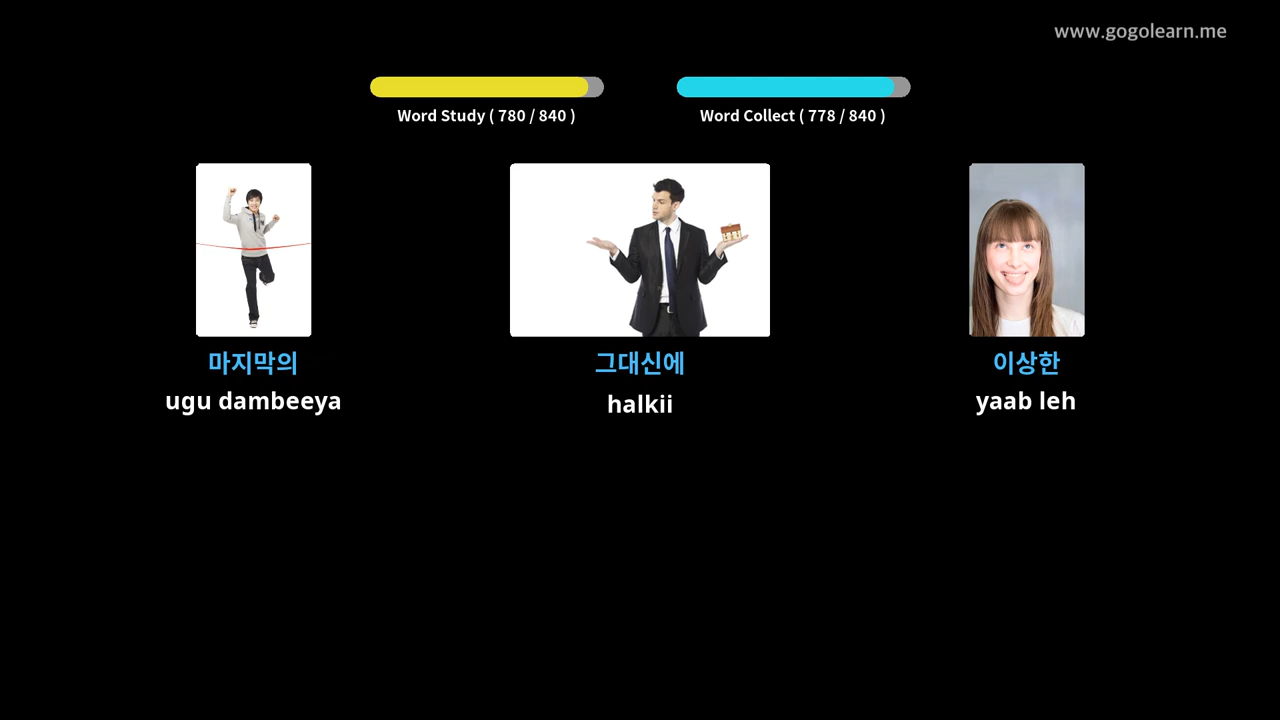 www.gogolearn.me
Word Study ( 780 / 840 )
Word Collect ( 778 / 840 )
마지막의
ugu dambeeya
그대신에
halkii
이상한
yaab leh